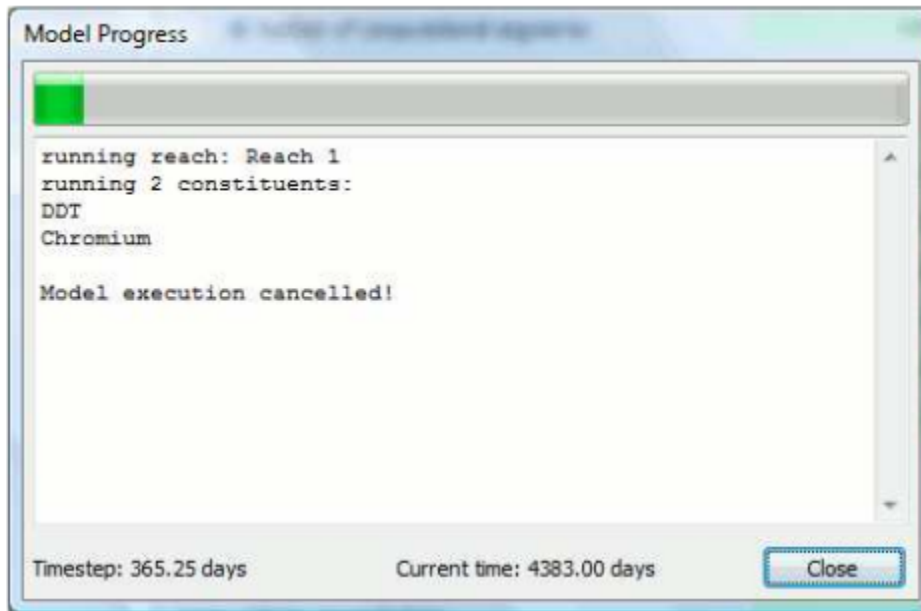 Model Progress
running reach: Reach 1
running 2 constituents:
DDT
Chromium
Model execution cancelled!
Timestep: 365.25 days
Current time: 4383.00 days
Close